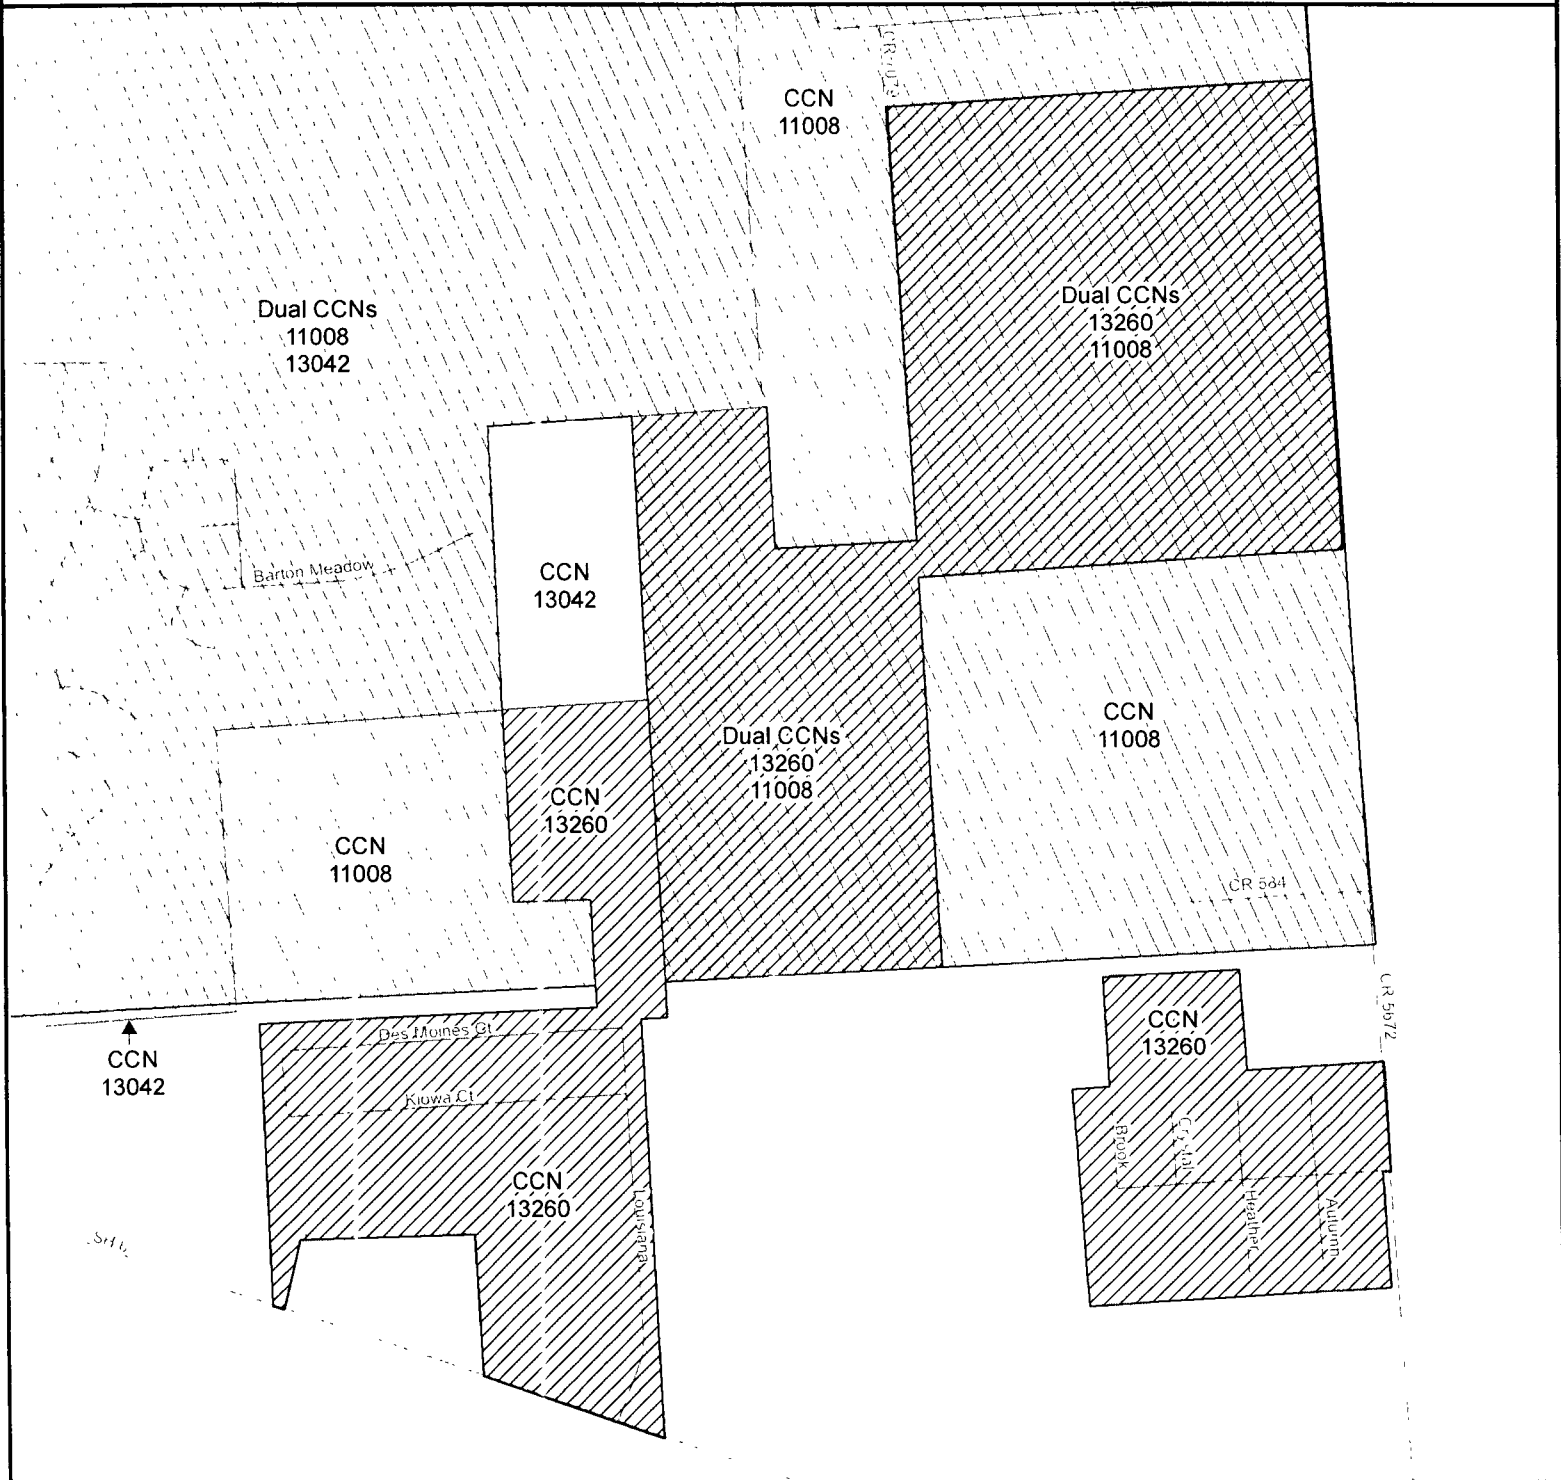 CCN
11008
Dual CCNs
11008
13042
Dual CCNs
13260
11008
Barton Meadow
CCN
13042
CCN
11008
Dual CCNs
13260
11008
CCN
13260
CCN
11008
CR 584
CR 5672
CCN
13260
Des Moines Ct
CCN
13042
Kiowa Ct
Brook
Crystal
Heather
Autumn
CCN
13260
Louisiana